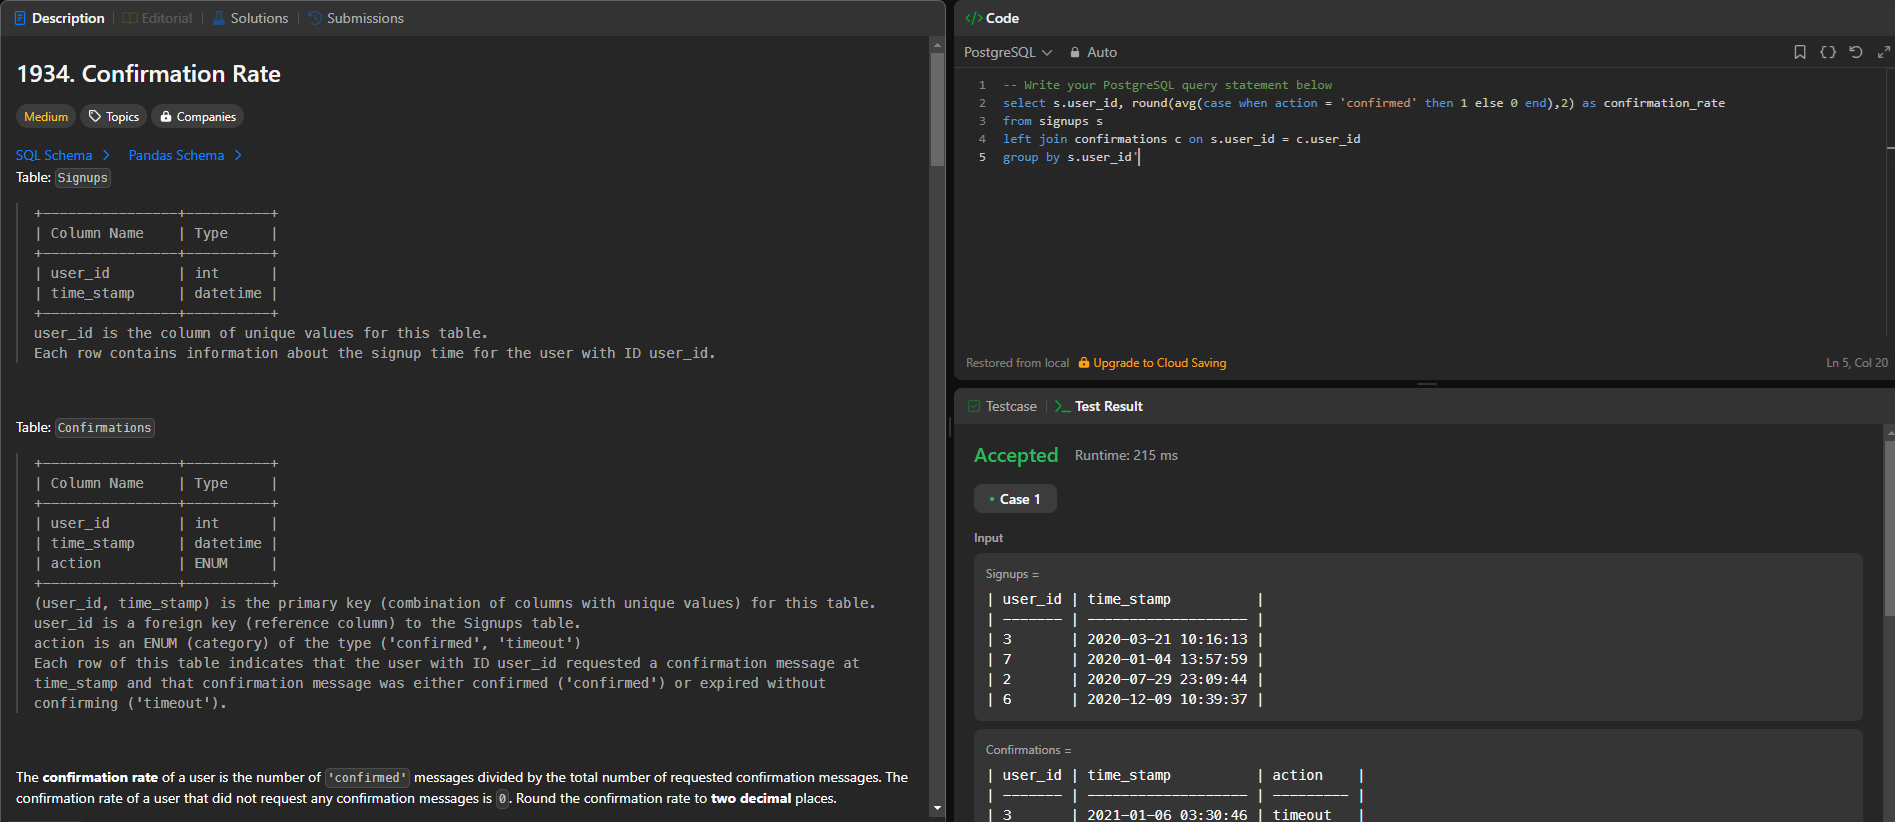 Description | Editorial | Solutions | Submissions
1934. Confirmation Rate
Medium Topics Companies
SQL Schema > Pandas Schema >
Table: Signups
+----------------+----------+
| Column Name    | Type     |
+----------------+----------+
| user_id        | int      |
| time_stamp     | datetime |
+----------------+----------+
user_id is the column of unique values for this table.
Each row contains information about the signup time for the user with ID user_id.
Table: Confirmations
+----------------+----------+
| Column Name    | Type     |
+----------------+----------+
| user_id        | int      |
| time_stamp     | datetime |
| action         | ENUM     |
+----------------+----------+
(user_id, time_stamp) is the primary key (combination of columns with unique values) for this table.
user_id is a foreign key (reference column) to the Signups table.
action is an ENUM (category) of the type ('confirmed', 'timeout')
Each row of this table indicates that the user with ID user_id requested a confirmation message at
time_stamp and that confirmation message was either confirmed ('confirmed') or expired without
confirming ('timeout').
The confirmation rate of a user is the number of 'confirmed' messages divided by the total number of requested confirmation messages. The
confirmation rate of a user that did not request any confirmation messages is 0. Round the confirmation rate to two decimal places.
</> Code
PostgreSQL Auto
1 -- Write your PostgreSQL query statement below
2 select s.user_id, round(avg(case when action = 'confirmed' then 1 else 0 end),2) as confirmation_rate
3 from signups s
4 left join confirmations c on s.user_id = c.user_id
5 group by s.user_id'
Restored from local Upgrade to Cloud Saving Ln 5, Col 20
Testcase | >_ Test Result
Accepted Runtime: 215 ms
• Case 1
Input
Signups =
| user_id | time_stamp          |
| ------- | ------------------- |
| 3       | 2020-03-21 10:16:13 |
| 7       | 2020-01-04 13:57:59 |
| 2       | 2020-07-29 23:09:44 |
| 6       | 2020-12-09 10:39:37 |
Confirmations =
| user_id | time_stamp          | action    |
| ------- | ------------------- | --------- |
| 3       | 2021-01-06 03:30:46 | timeout   |